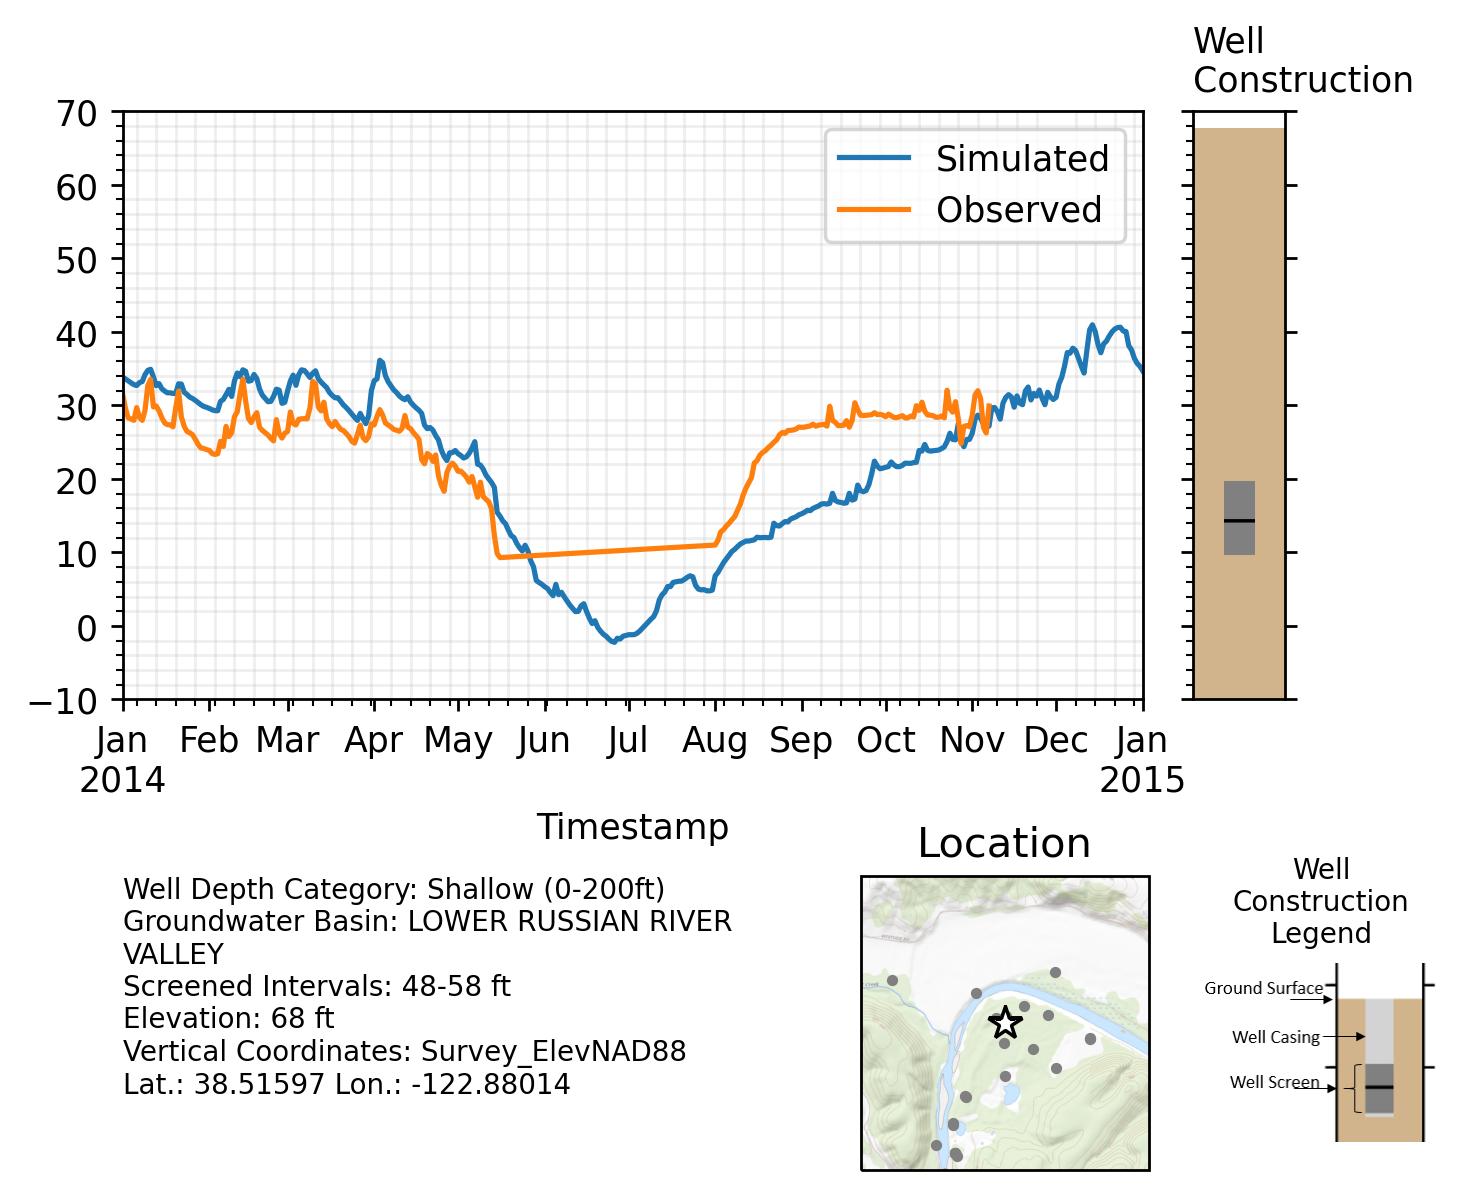 Well
Construction
70
60
50
40
30
20
10
0
−10
Simulated
Observed
Jan Feb Mar Apr May Jun Jul Aug Sep Oct Nov Dec Jan
2014 2015
Timestamp
Well Depth Category: Shallow (0-200ft)
Groundwater Basin: LOWER RUSSIAN RIVER
VALLEY
Screened Intervals: 48-58 ft
Elevation: 68 ft
Vertical Coordinates: Survey_ElevNAD88
Lat.: 38.51597 Lon.: -122.88014
Location
Well
Construction
Legend
Ground Surface
Well Casing
Well Screen